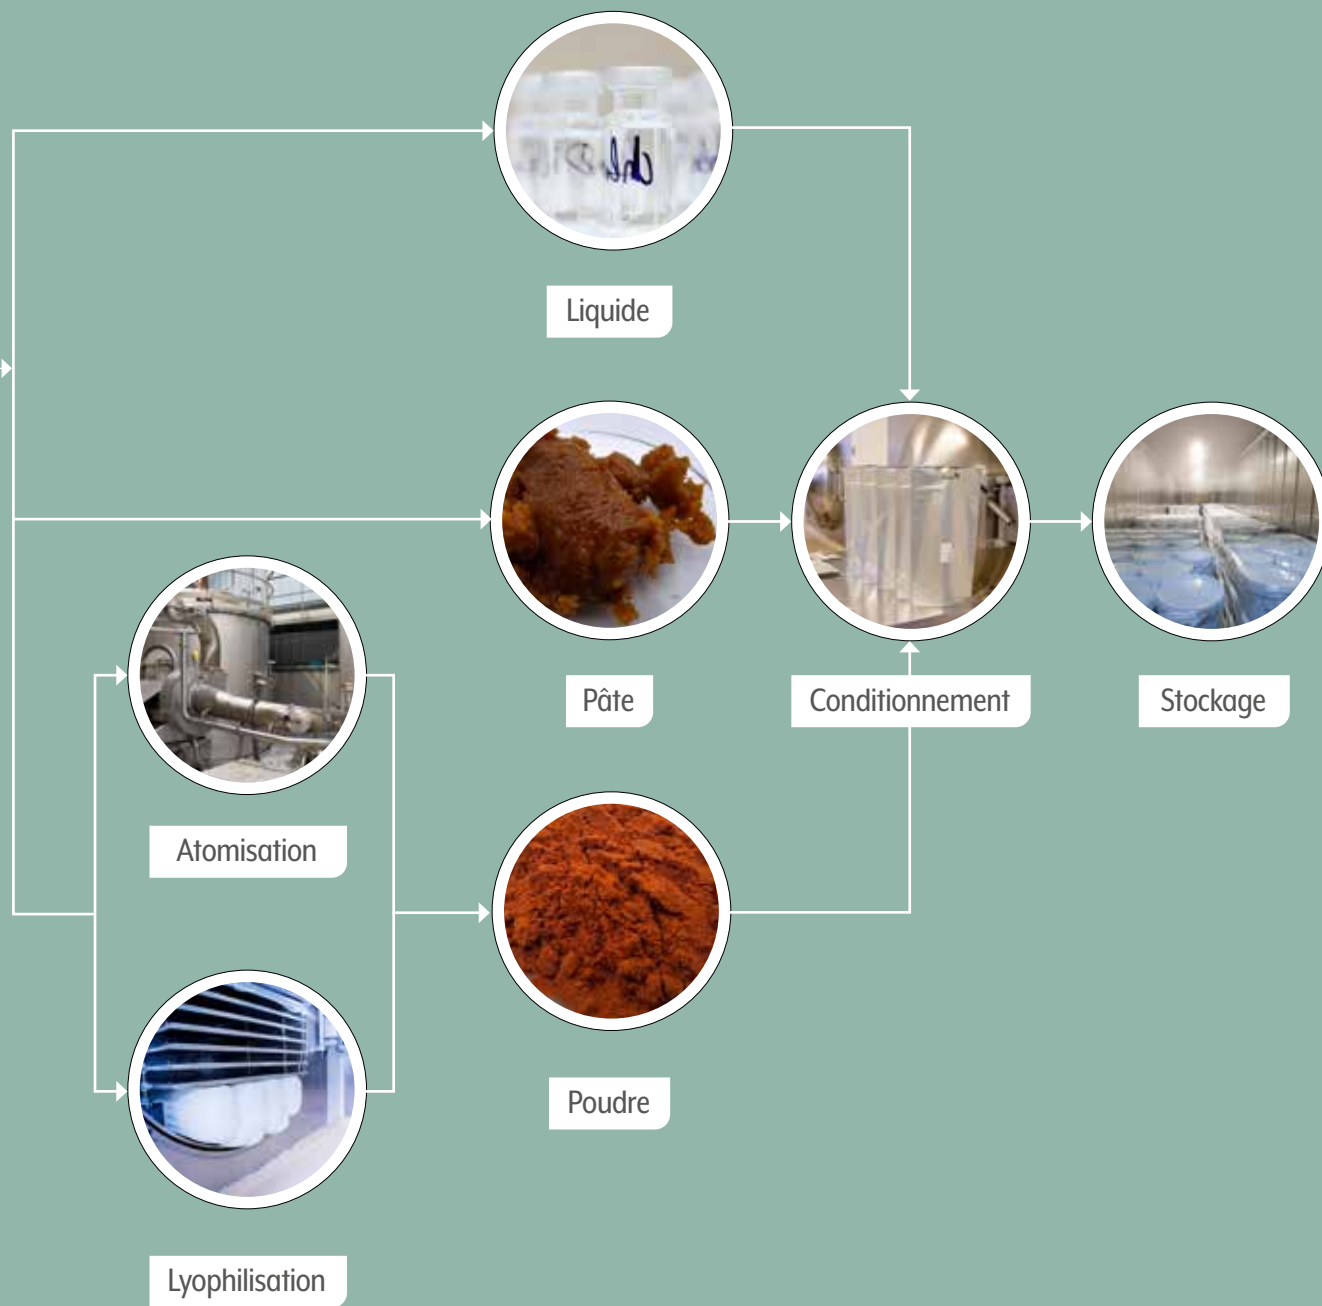 Liquide
Pâte
Conditionnement
Stockage
Atomisation
Poudre
Lyophilisation